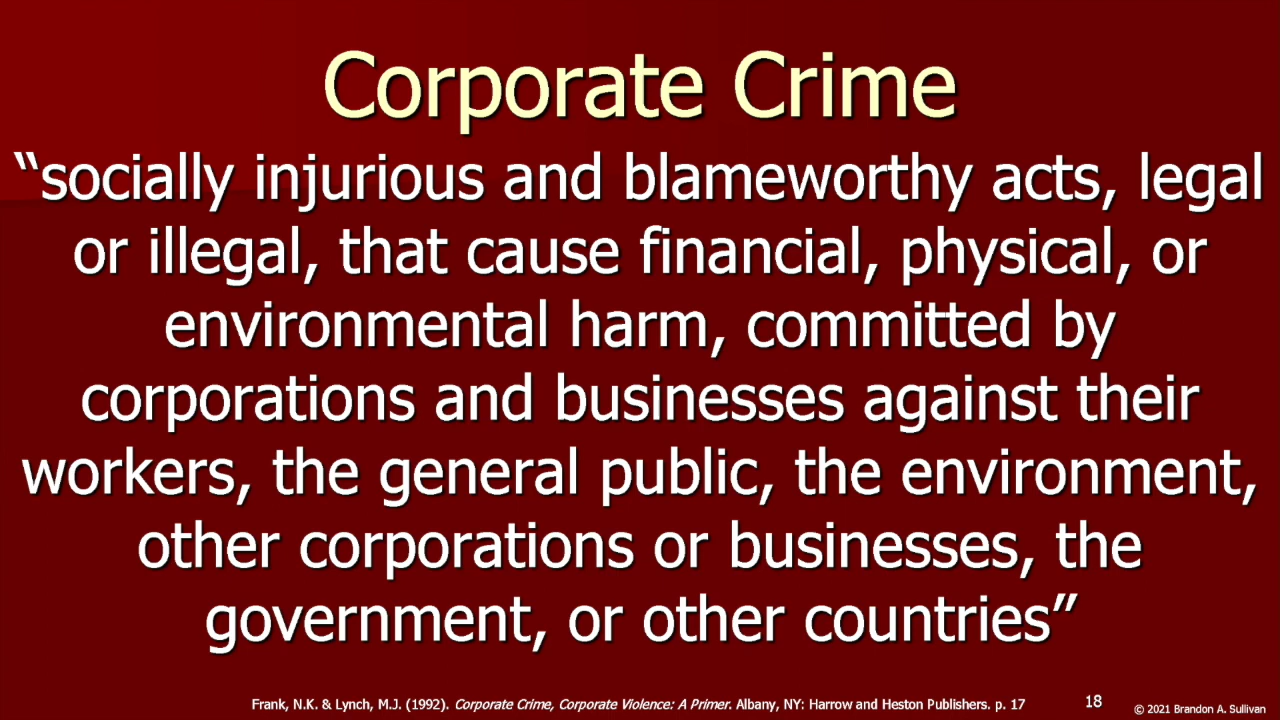 Corporate Crime
“socially injurious and blameworthy acts, legal
or illegal, that cause financial, physical, or
environmental harm, committed by
corporations and businesses against their
workers, the general public, the environment,
other corporations or businesses, the
government, or other countries”
Frank, N.K. & Lynch, M.J. (1992). Corporate Crime, Corporate Violence: A Primer. Albany, NY: Harrow and Heston Publishers. p. 17
18
© 2021 Brandon A. Sullivan